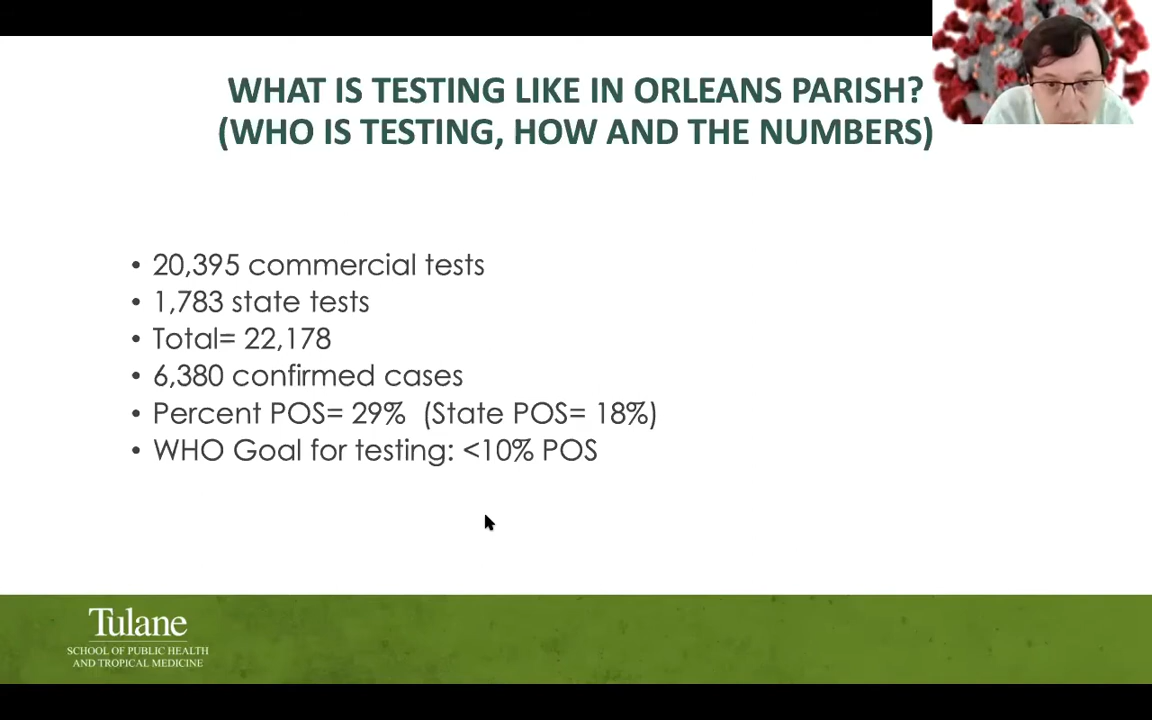 WHAT IS TESTING LIKE IN ORLEANS PARISH?
(WHO IS TESTING, HOW AND THE NUMBERS)
• 20,395 commercial tests
• 1,783 state tests
• Total= 22,178
• 6,380 confirmed cases
• Percent POS= 29% (State POS= 18%)
• WHO Goal for testing: <10% POS
Tulane
SCHOOL OF PUBLIC HEALTH
AND TROPICAL MEDICINE